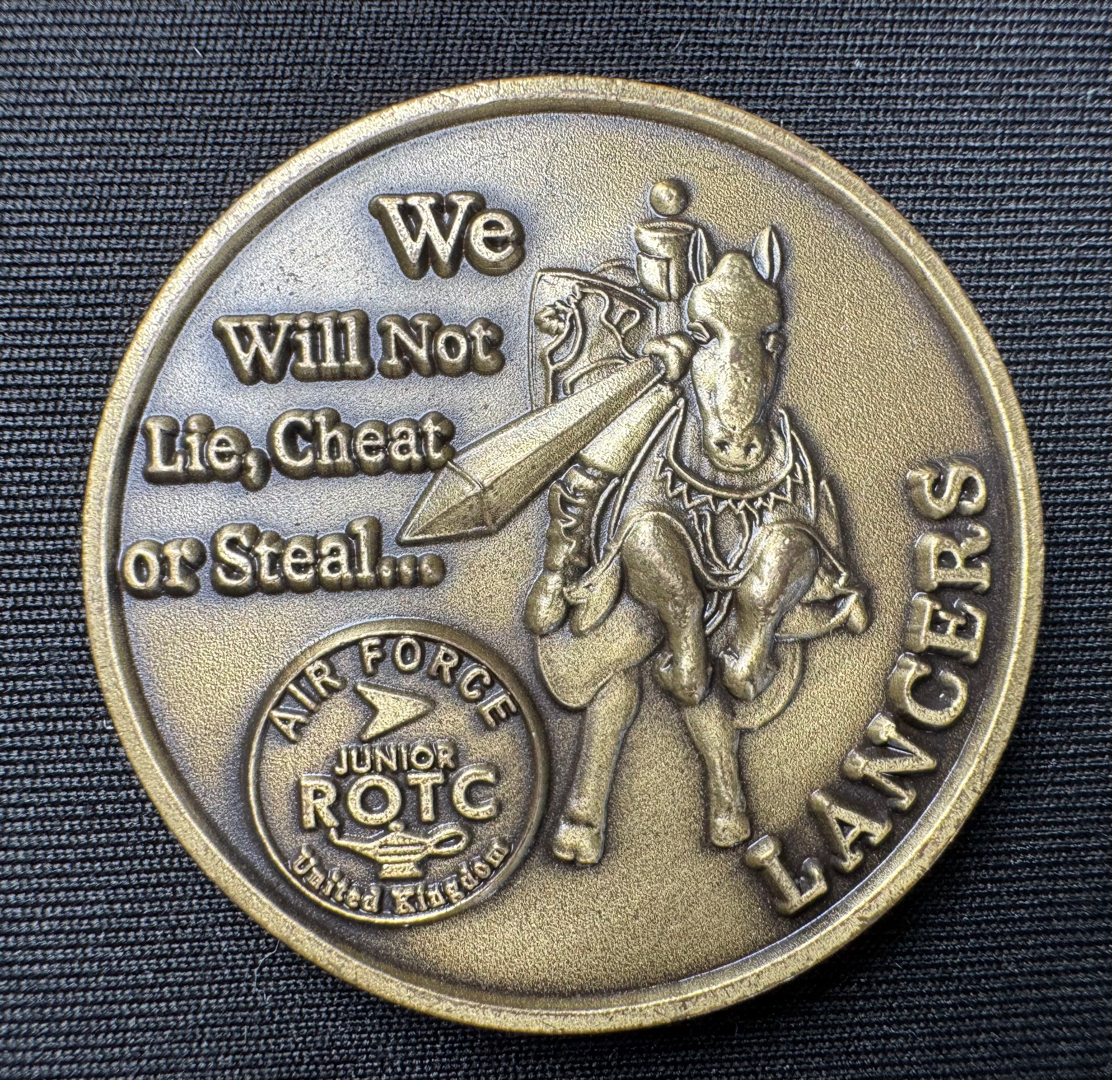 We
Will Not
Lie, Cheat
or Steal...
AIR FORCE
JUNIOR
ROTC
United Kingdom
LANCERS